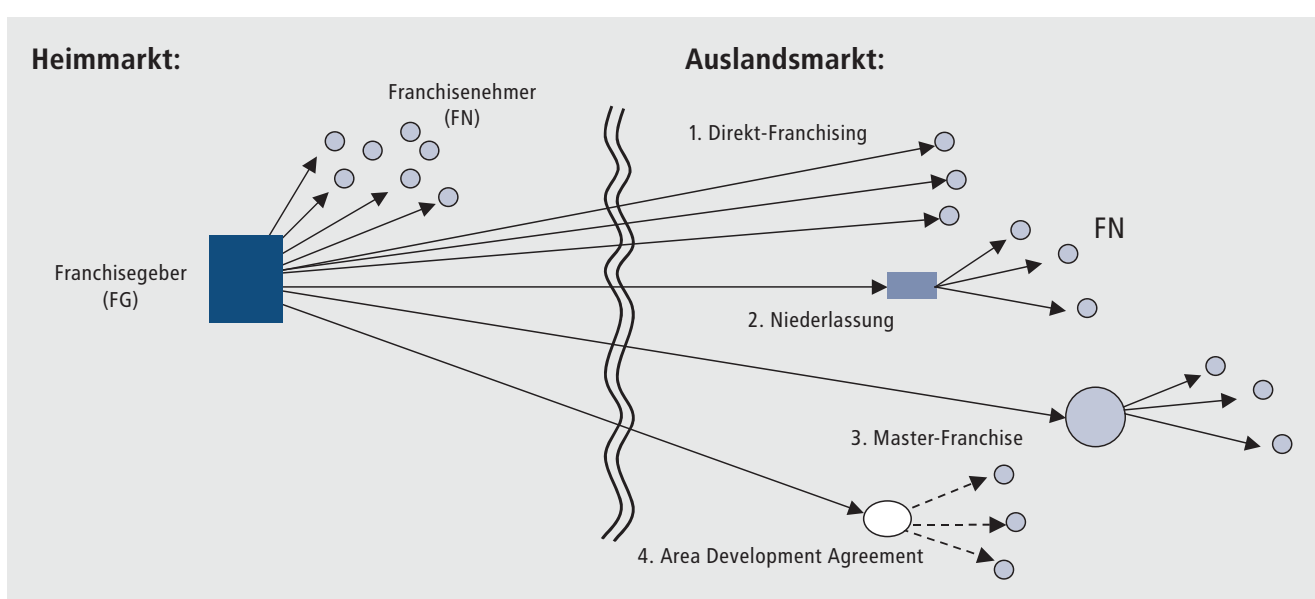 Heimmarkt:
Auslandsmarkt:
Franchisenehmer
(FN)
1. Direkt-Franchising
FN
Franchisegeber
(FG)
2. Niederlassung
3. Master-Franchise
4. Area Development Agreement